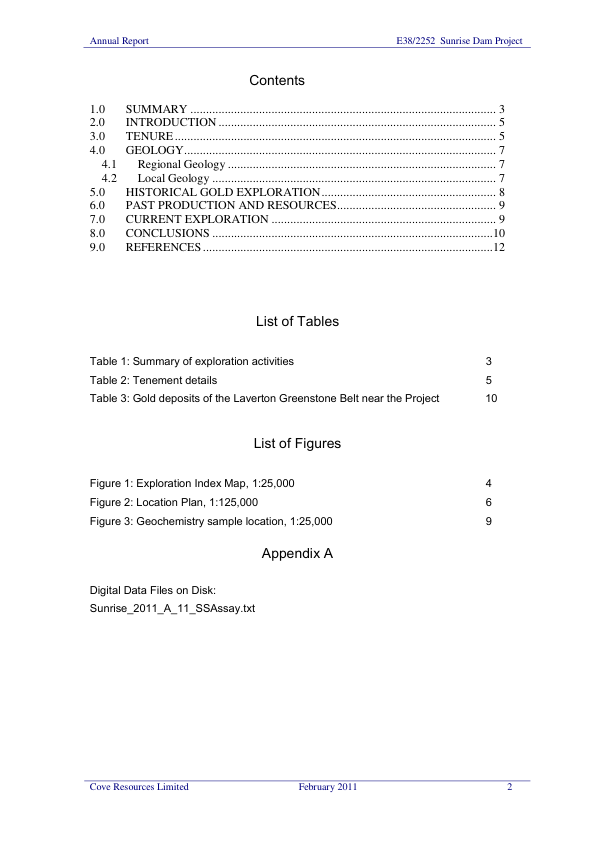 Annual Report E38/2252 Sunrise Dam Project
Contents
1.0 SUMMARY ................................................................................................... 3
2.0 INTRODUCTION .......................................................................................... 5
3.0 TENURE ........................................................................................................ 5
4.0 GEOLOGY ..................................................................................................... 7
4.1 Regional Geology ....................................................................................... 7
4.2 Local Geology ............................................................................................ 7
5.0 HISTORICAL GOLD EXPLORATION ........................................................ 8
6.0 PAST PRODUCTION AND RESOURCES ................................................... 9
7.0 CURRENT EXPLORATION ......................................................................... 9
8.0 CONCLUSIONS ........................................................................................... 10
9.0 REFERENCES .............................................................................................. 12
List of Tables
Table 1: Summary of exploration activities 3
Table 2: Tenement details 5
Table 3: Gold deposits of the Laverton Greenstone Belt near the Project 10
List of Figures
Figure 1: Exploration Index Map, 1:25,000 4
Figure 2: Location Plan, 1:125,000 6
Figure 3: Geochemistry sample location, 1:25,000 9
Appendix A
Digital Data Files on Disk:
Sunrise_2011_A_11_SSAssay.txt
Cove Resources Limited February 2011 2